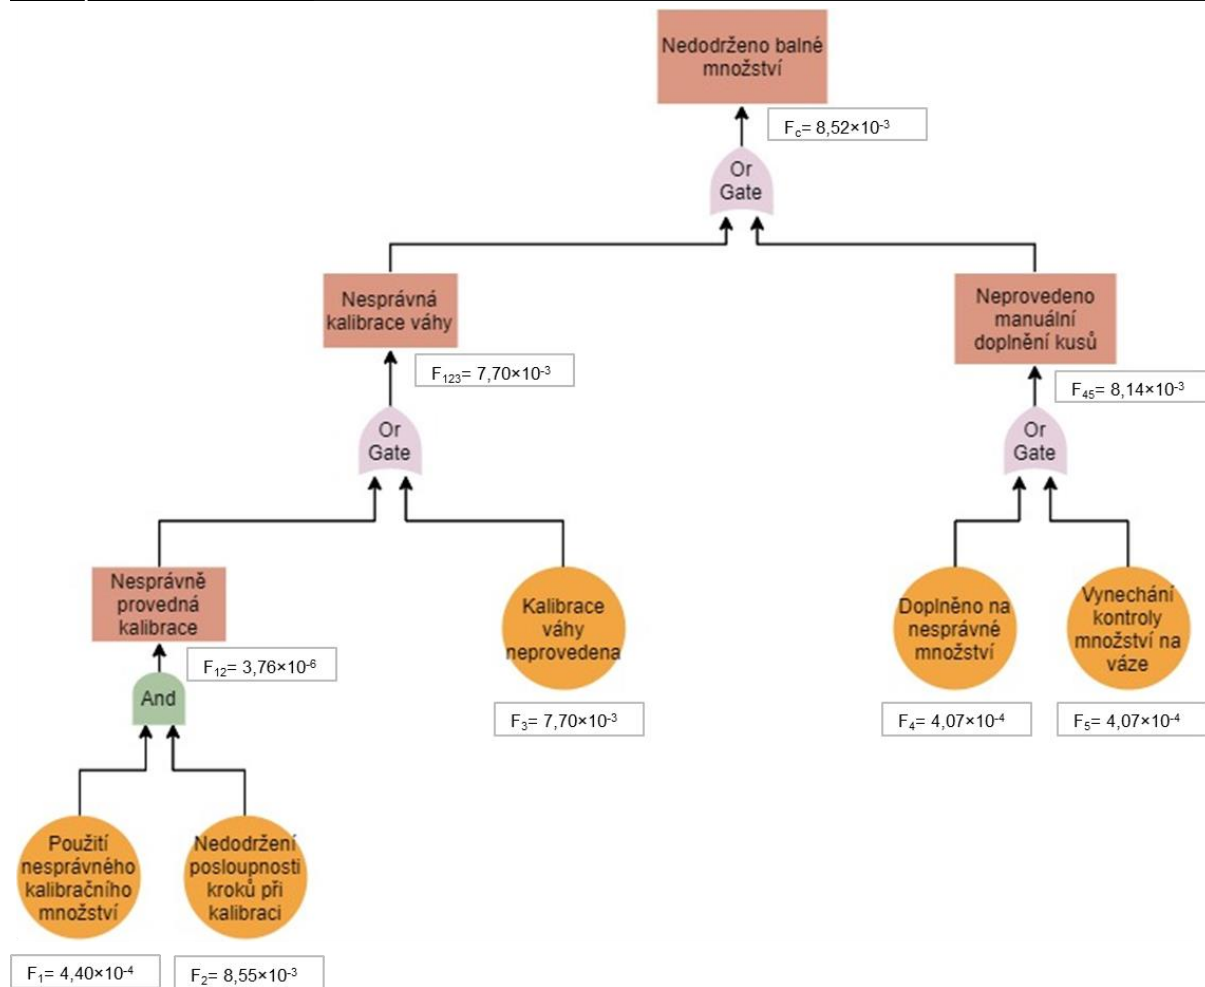 Nedodrženo balné
množství
F_c= 8,52×10⁻³
Or
Gate
Nesprávná
kalibrace váhy
F₁₂₃= 7,70×10⁻³
Neprovedeno
manuální
doplnění kusů
F₄₅= 8,14×10⁻³
Or
Gate
Or
Gate
Nesprávně
provedná
kalibrace
F₁₂= 3,76×10⁻⁶
And
Kalibrace
váhy
neprovedena
F₃= 7,70×10⁻³
Doplněno na
nesprávné
množství
F₄= 4,07×10⁻⁴
Vynechání
kontroly
množství na
váze
F₅= 4,07×10⁻⁴
Použití
nesprávného
kalibračního
množství
F₁= 4,40×10⁻⁴
Nedodržení
posloupnosti
kroků při
kalibraci
F₂= 8,55×10⁻³